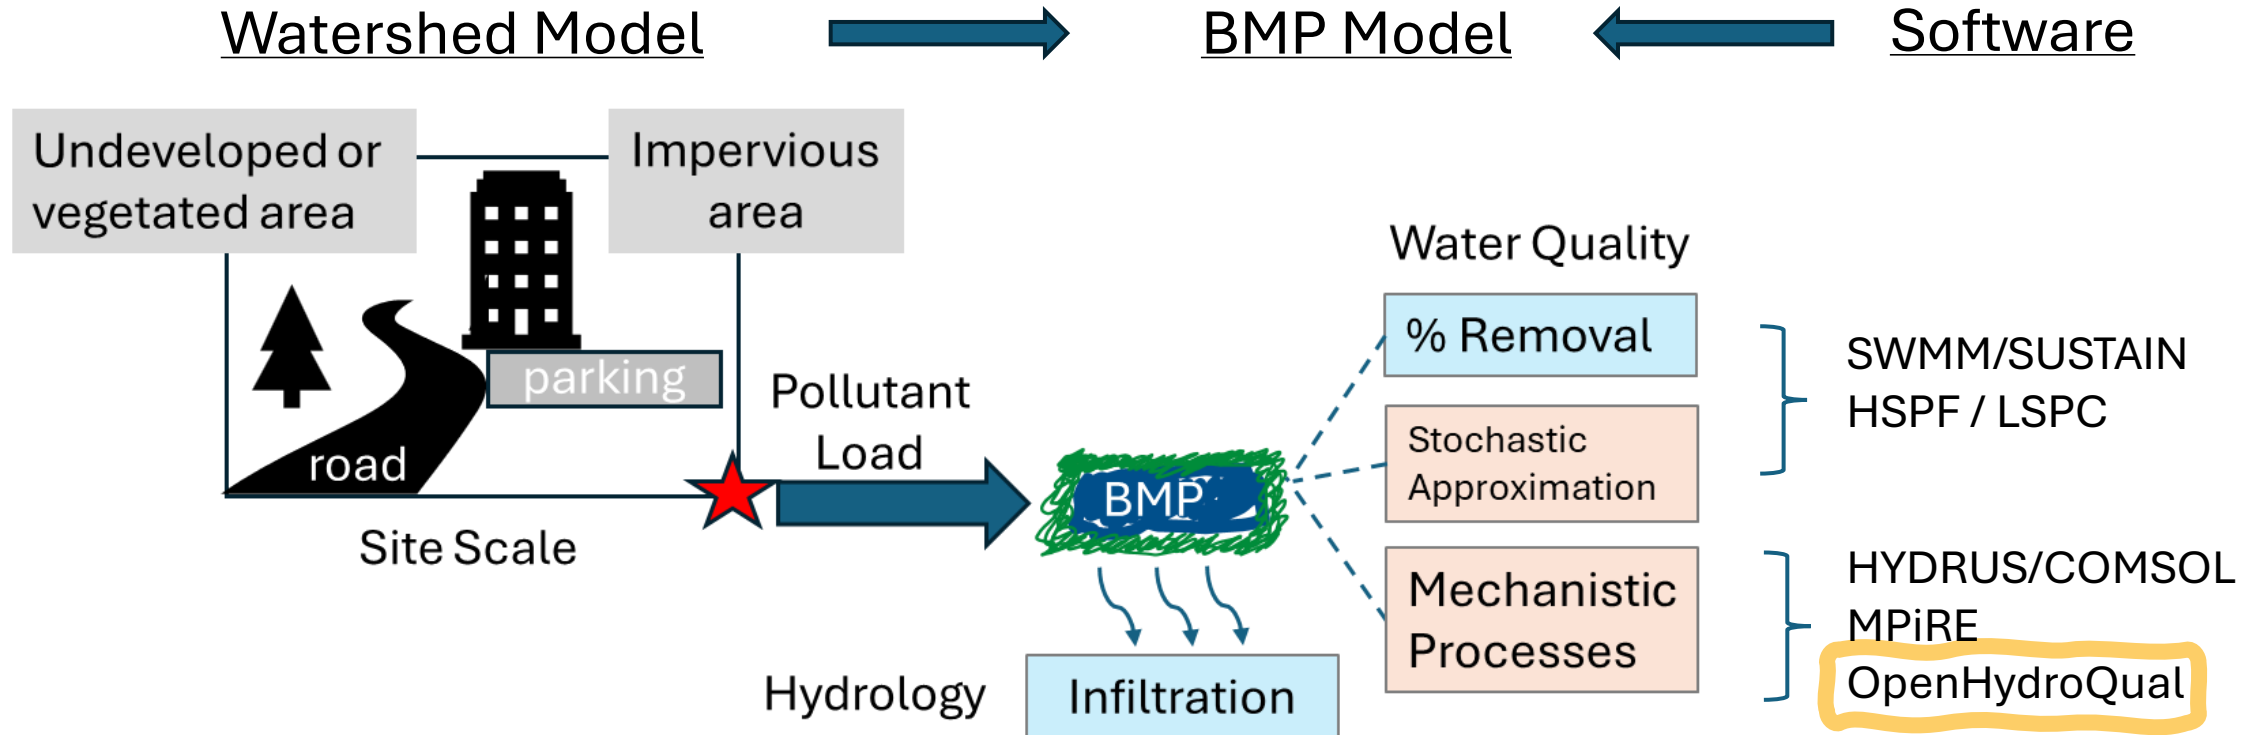 Watershed Model
BMP Model
Software
Undeveloped or
vegetated area
Impervious
area
parking
road
Site Scale
Pollutant
Load
BMP
Hydrology
Infiltration
Water Quality
% Removal
Stochastic
Approximation
Mechanistic
Processes
SWMM/SUSTAIN
HSPF / LSPC
HYDRUS/COMSOL
MPiRE
OpenHydroQual